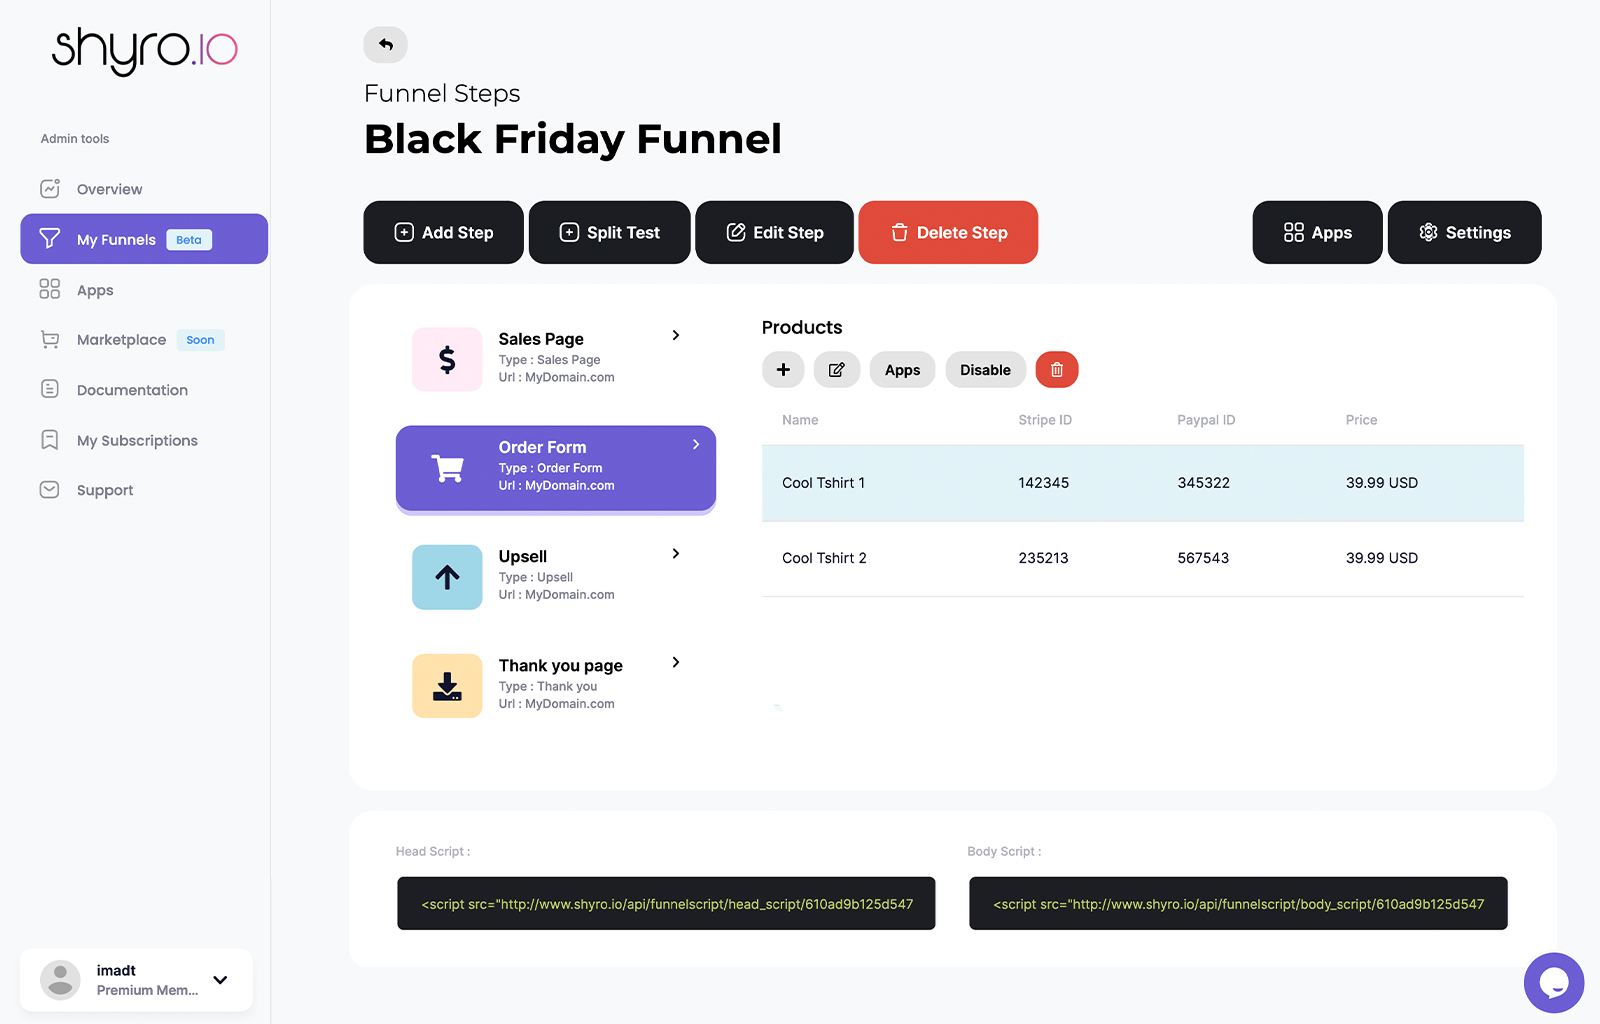 shyro.io
Admin tools
Overview
My Funnels Beta
Apps
Marketplace Soon
Documentation
My Subscriptions
Support
imadt
Premium Mem...
Funnel Steps
Black Friday Funnel
Add Step
Split Test
Edit Step
Delete Step
Apps
Settings
Sales Page
Type : Sales Page
Url : MyDomain.com
Order Form
Type : Order Form
Url : MyDomain.com
Upsell
Type : Upsell
Url : MyDomain.com
Thank you page
Type : Thank you
Url : MyDomain.com
Products
Apps Disable
Name Stripe ID Paypal ID Price
Cool Tshirt 1 142345 345322 39.99 USD
Cool Tshirt 2 235213 567543 39.99 USD
Head Script :
<script src="http://www.shyro.io/api/funnelscript/head_script/610ad9b125d547
Body Script :
<script src="http://www.shyro.io/api/funnelscript/body_script/610ad9b125d547